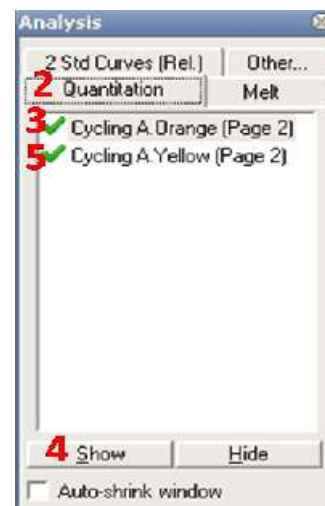 Analysis
2 Std Curves (Rel.) Other...
2 Quantitation Melt
3 Cycling A.Orange (Page 2)
5 Cycling A.Yellow (Page 2)
4 Show Hide
Auto-shrink window